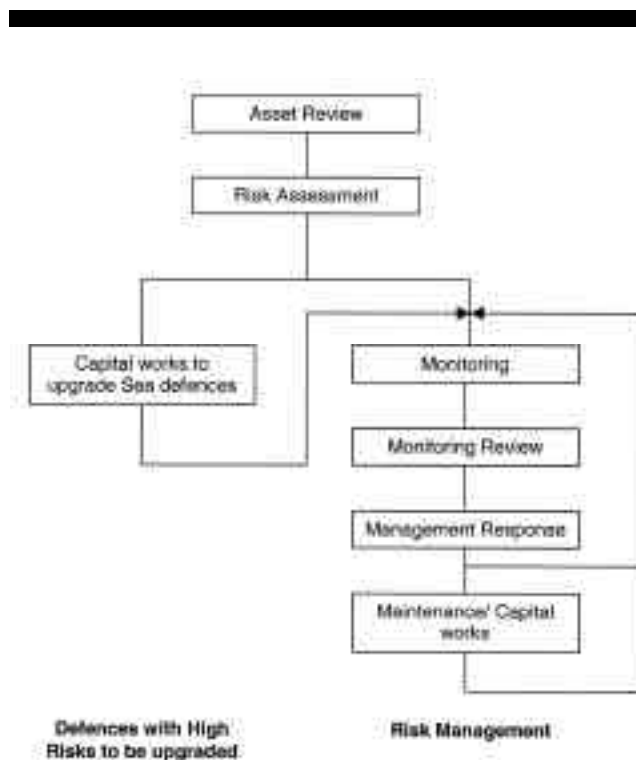 Asset Review
Risk Assessment
Capital works to
upgrade Sea defences
Monitoring
Monitoring Review
Management Response
Maintenance/ Capital
works
Defences with High
Risks to be upgraded
Risk Management